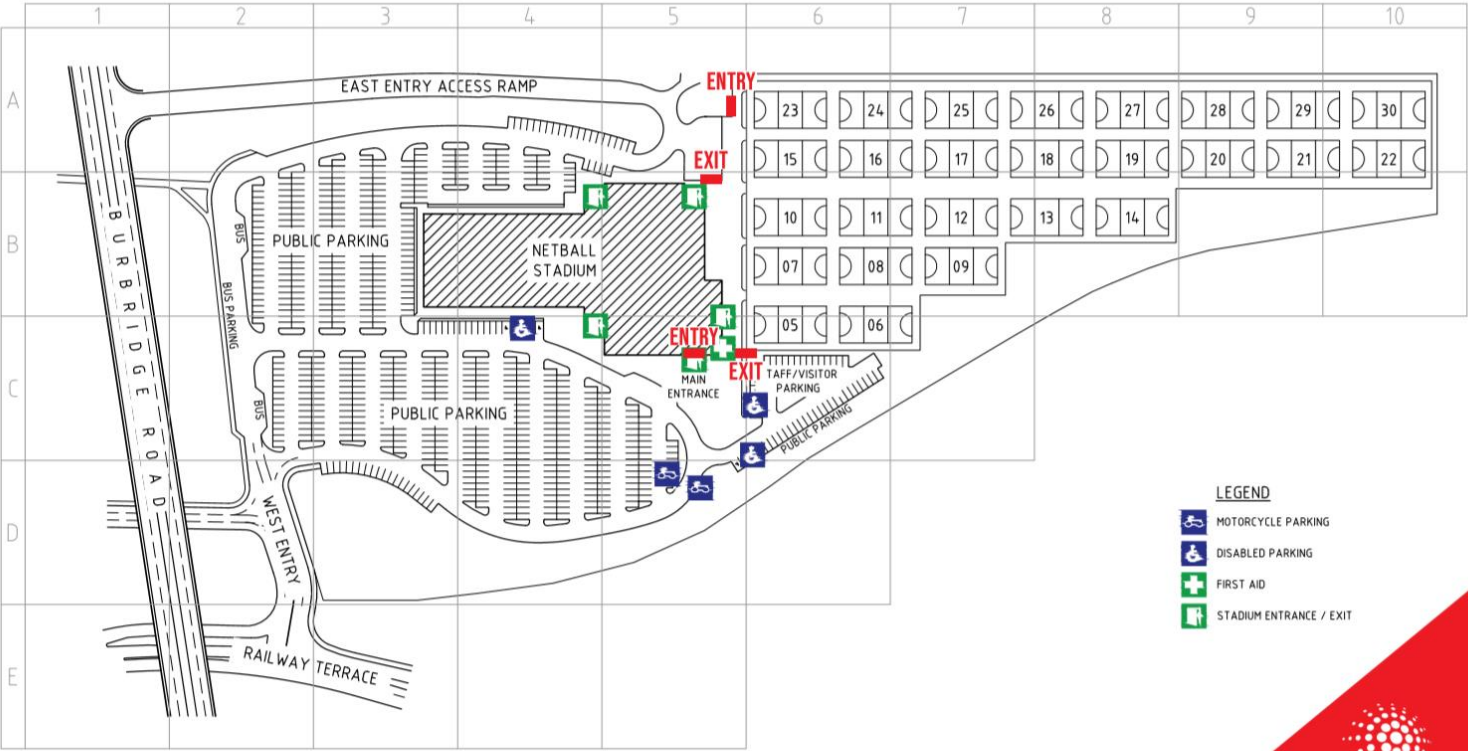 1 2 3 4 5 6 7 8 9 10
A
B
C
D
E
EAST ENTRY ACCESS RAMP
ENTRY
EXIT
23 24 25 26 27 28 29 30
15 16 17 18 19 20 21 22
10 11 12 13 14
07 08 09
05 06
BURBRIDGE ROAD
BUS
BUS PARKING
BUS
PUBLIC PARKING
NETBALL
STADIUM
ENTRY
EXIT
MAIN
ENTRANCE
TAFF/VISITOR
PARKING
PUBLIC PARKING
PUBLIC PARKING
WEST ENTRY
RAILWAY TERRACE
LEGEND
MOTORCYCLE PARKING
DISABLED PARKING
FIRST AID
STADIUM ENTRANCE / EXIT